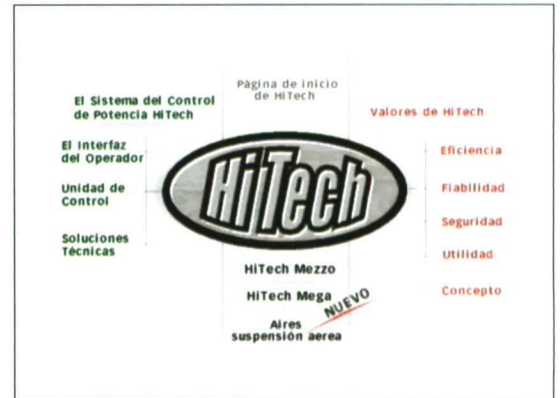 Página de inicio
de HiTech
El Sistema del Control
de Potencia HiTech
Valores de HiTech
El Interfaz
del Operador
Unidad de
Control
Soluciones
Técnicas
HiTech
Eficiencia
Fiabilidad
Seguridad
Utilidad
Concepto
HiTech Mezzo
HiTech Mega
NUEVO
Aires
suspensión aerea